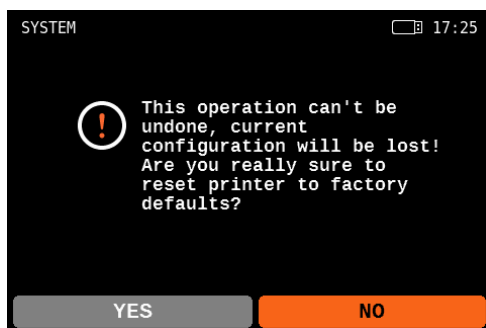 SYSTEM 17:25
This operation can't be
undone, current
configuration will be lost!
Are you really sure to
reset printer to factory
defaults?
YES NO